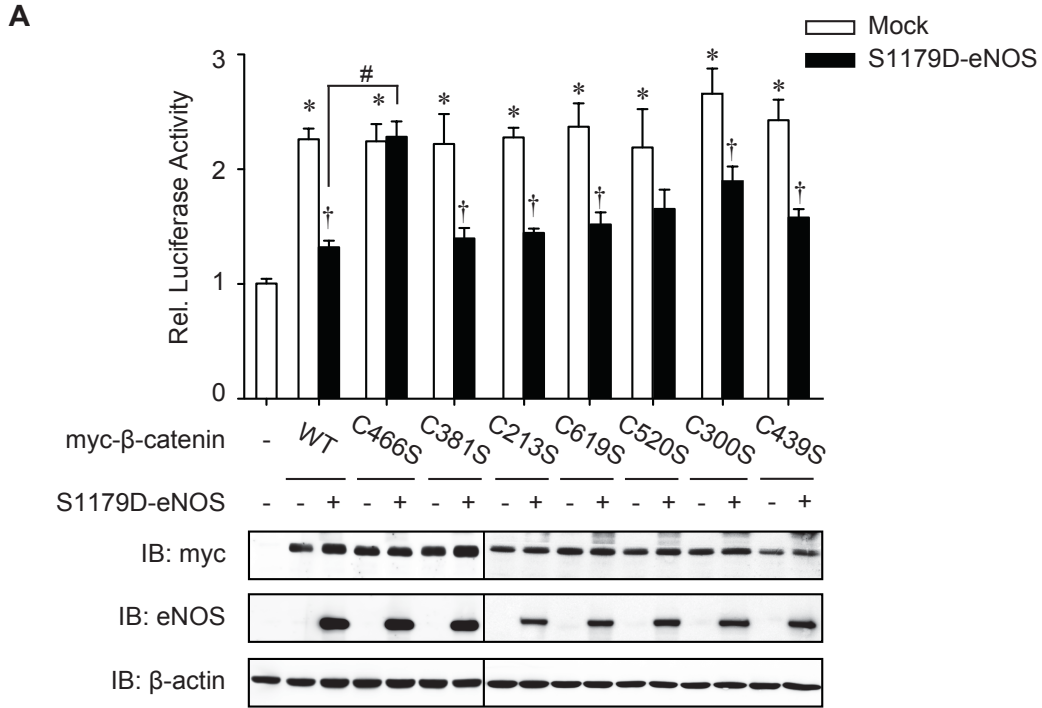 A
Mock
S1179D-eNOS
Rel. Luciferase Activity
3
2
1
0
#
* * * * * * * *
† † † † † †
myc-β-catenin - WT C466S C381S C213S C619S C520S C300S C439S
S1179D-eNOS - - + - + - + - + - + - + - + - +
IB: myc
IB: eNOS
IB: β-actin